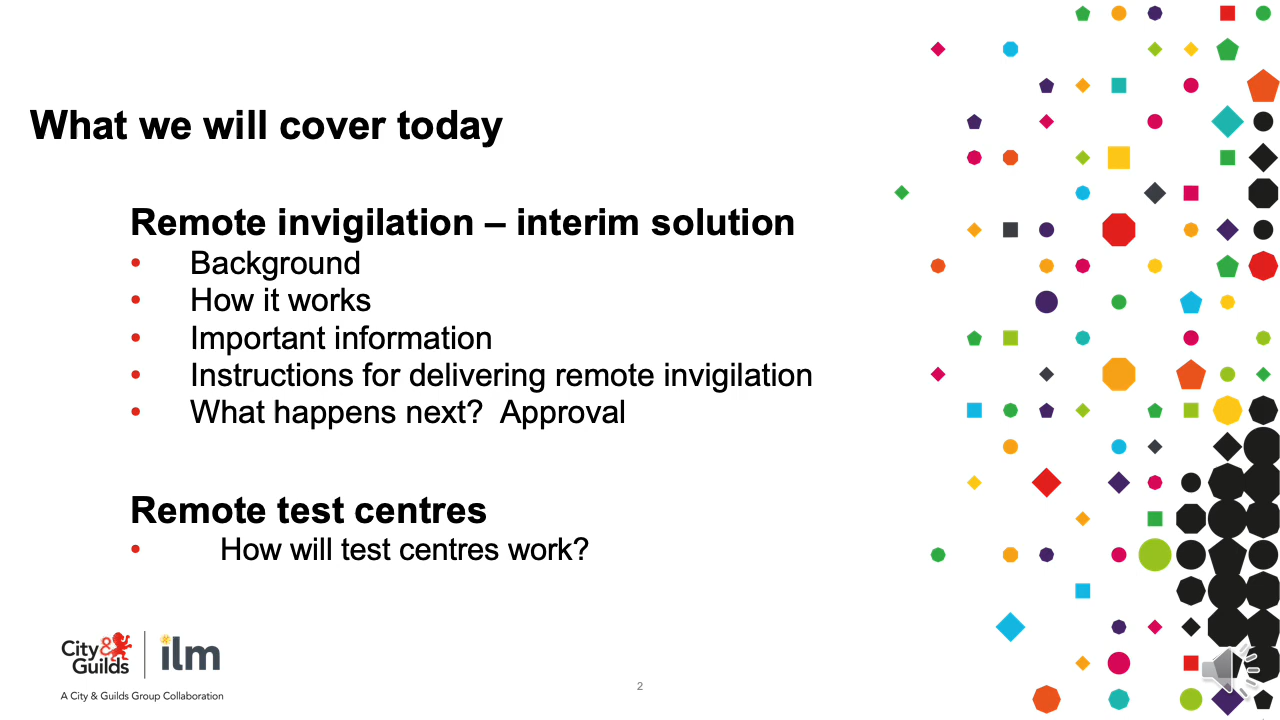 What we will cover today
Remote invigilation – interim solution
• Background
• How it works
• Important information
• Instructions for delivering remote invigilation
• What happens next?  Approval
Remote test centres
• How will test centres work?
City &
Guilds
ilm
A City & Guilds Group Collaboration
2